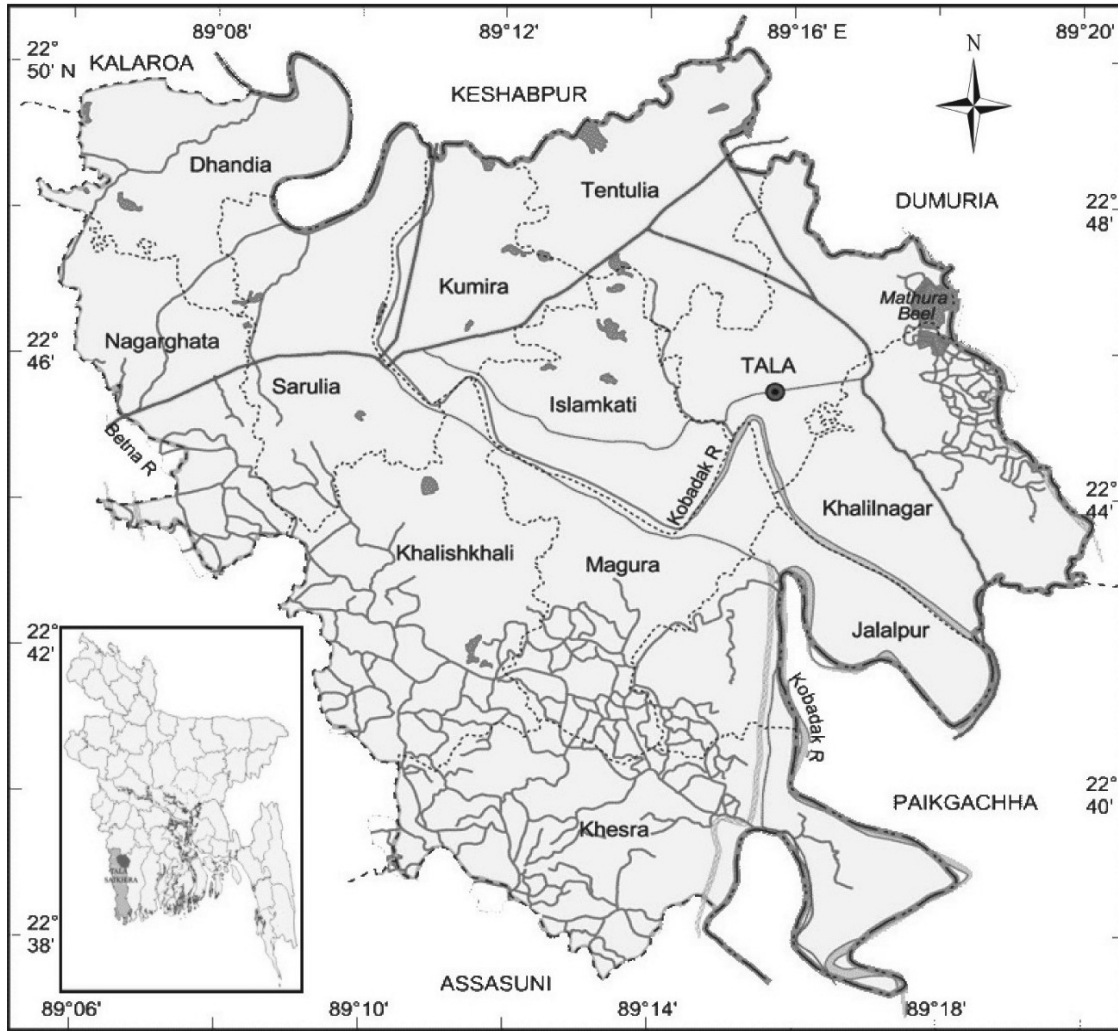 89°08'
89°12'
89°16' E
89°20'
22°
50' N
KALAROA
KESHABPUR
N
Dhandia
Tentulia
DUMURIA
22°
48'
Kumira
Mathura
Beel
Nagarghata
22°
46'
Sarulia
TALA
Islamkati
Betna R
Kobadak R
22°
44'
Khalilnagar
Khalishkhali
Magura
22°
42'
Jalalpur
Kobadak R
22°
40'
PAIKGACHHA
Khesra
TALA
SATKHIRA
22°
38'
ASSASUNI
89°06'
89°10'
89°14'
89°18'